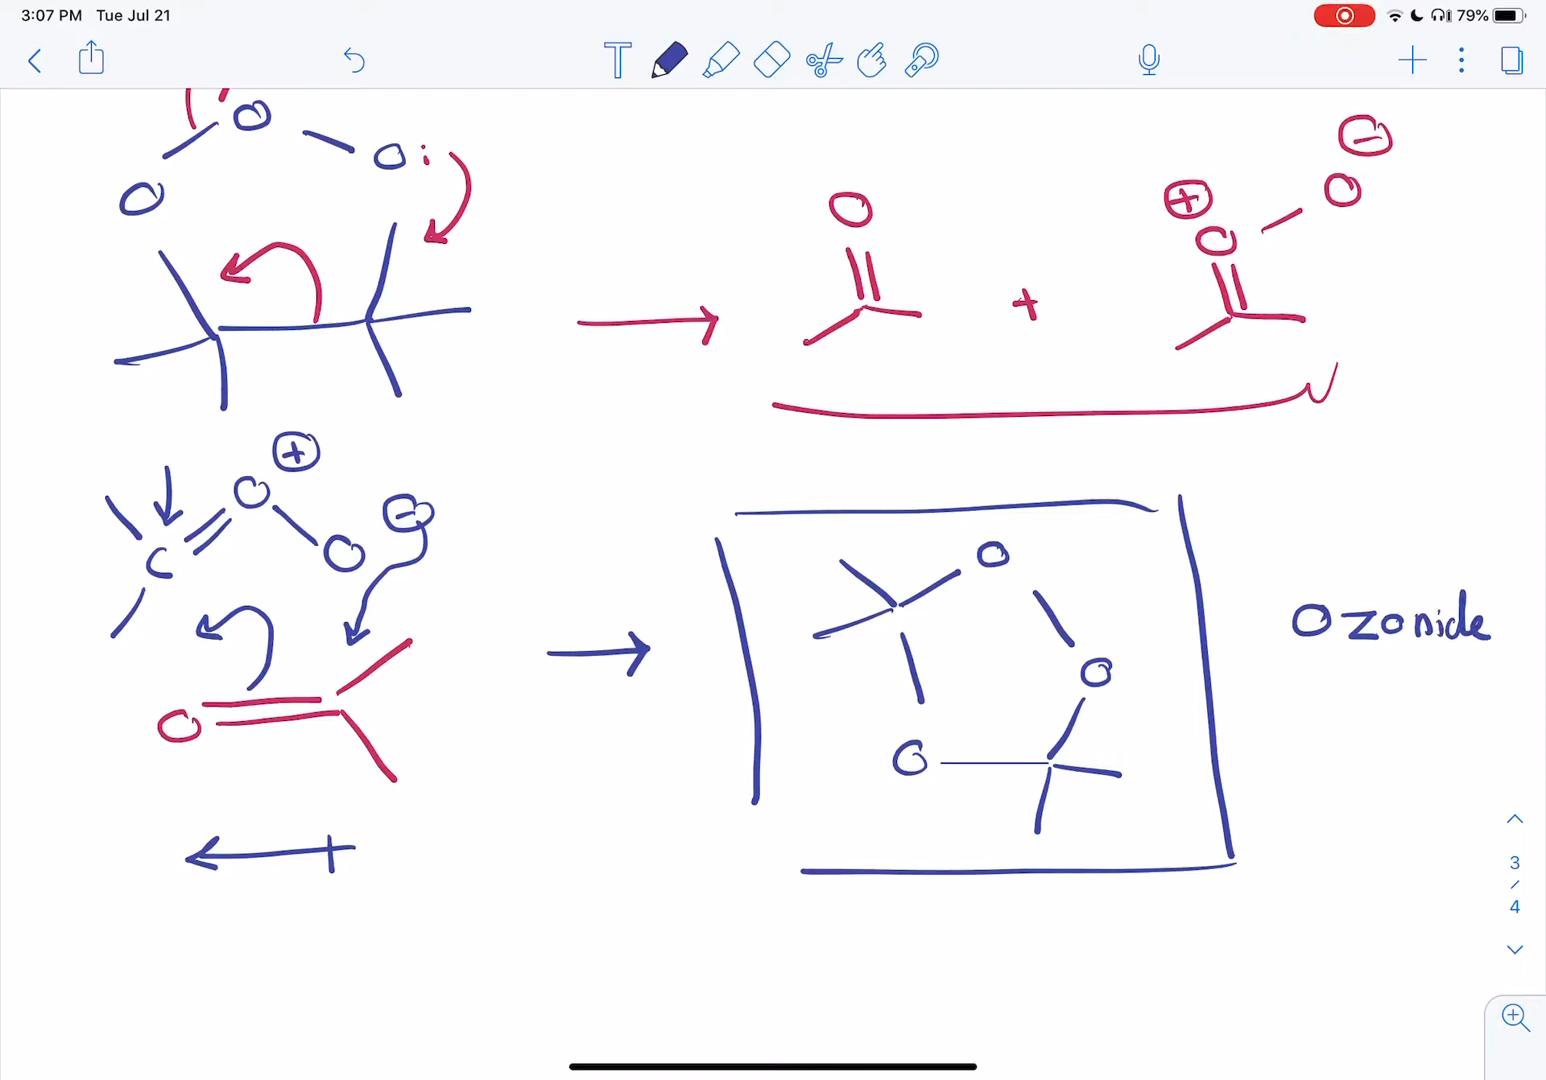 3:07 PM Tue Jul 21
79%
T
O
O O:
⊖
⊕ O
O O
+
⊕
O ⊖
C O
O
O
O
O
O
Ozonide
3
/
4